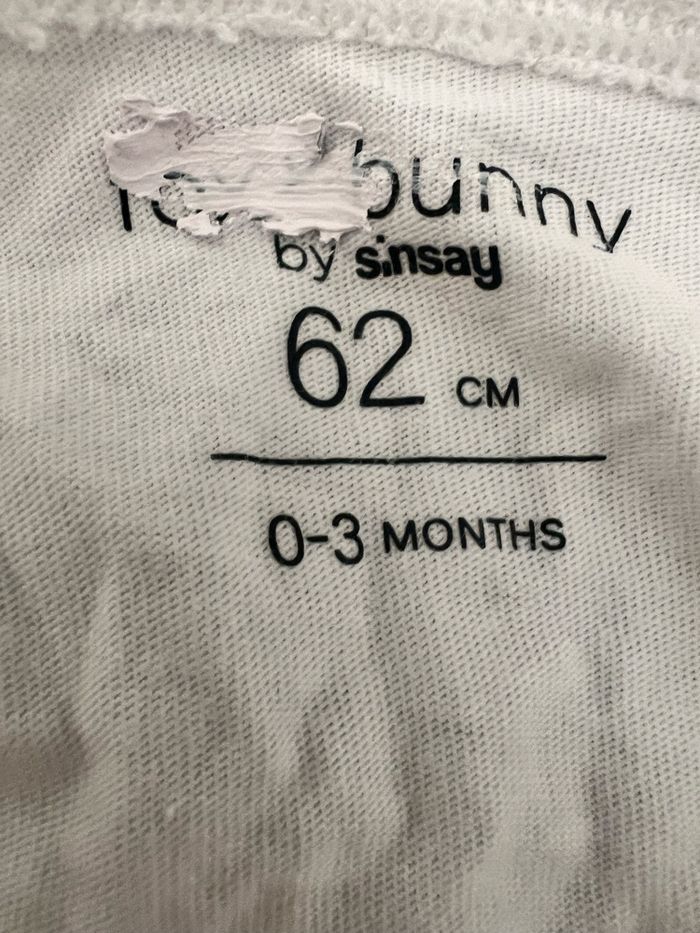 bunny
by sinsay
62 CM
0-3 MONTHS